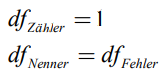 df_Zähler = 1
df_Nenner = df_Fehler